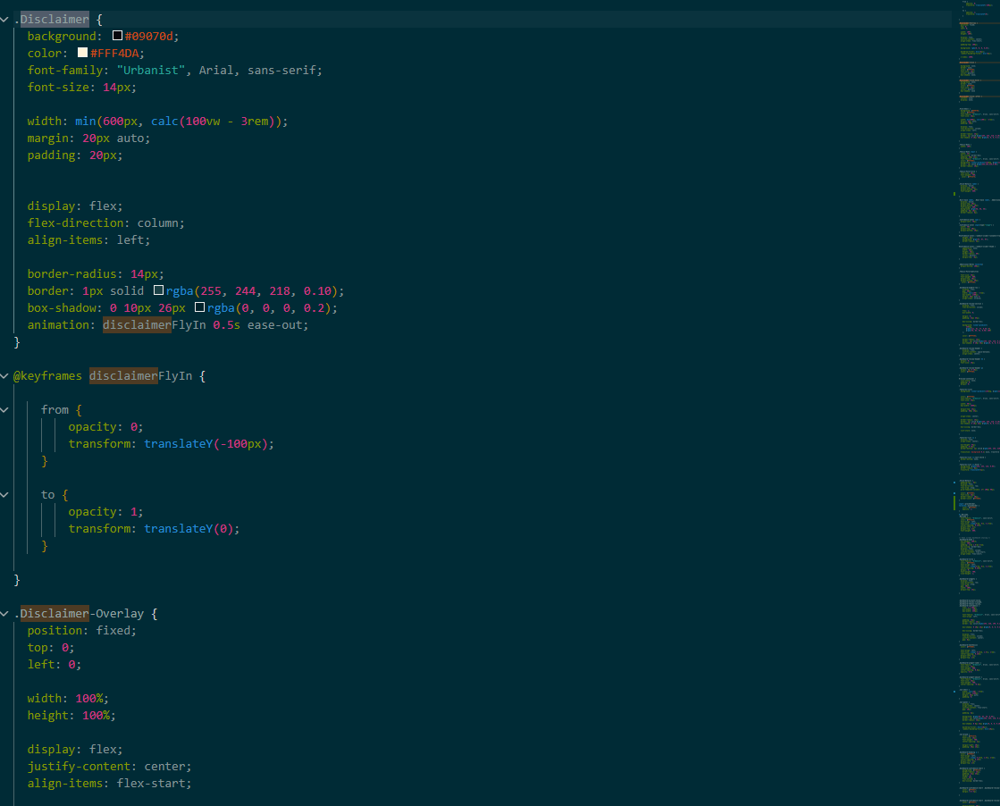 .Disclaimer {
background: #09070d;
color: #FFF4DA;
font-family: "Urbanist", Arial, sans-serif;
font-size: 14px;
width: min(600px, calc(100vw - 3rem));
margin: 20px auto;
padding: 20px;
display: flex;
flex-direction: column;
align-items: left;
border-radius: 14px;
border: 1px solid rgba(255, 244, 218, 0.10);
box-shadow: 0 10px 26px rgba(0, 0, 0, 0.2);
animation: disclaimerFlyIn 0.5s ease-out;
}
@keyframes disclaimerFlyIn {
from {
opacity: 0;
transform: translateY(-100px);
}
to {
opacity: 1;
transform: translateY(0);
}
}
.Disclaimer-Overlay {
position: fixed;
top: 0;
left: 0;
width: 100%;
height: 100%;
display: flex;
justify-content: center;
align-items: flex-start;